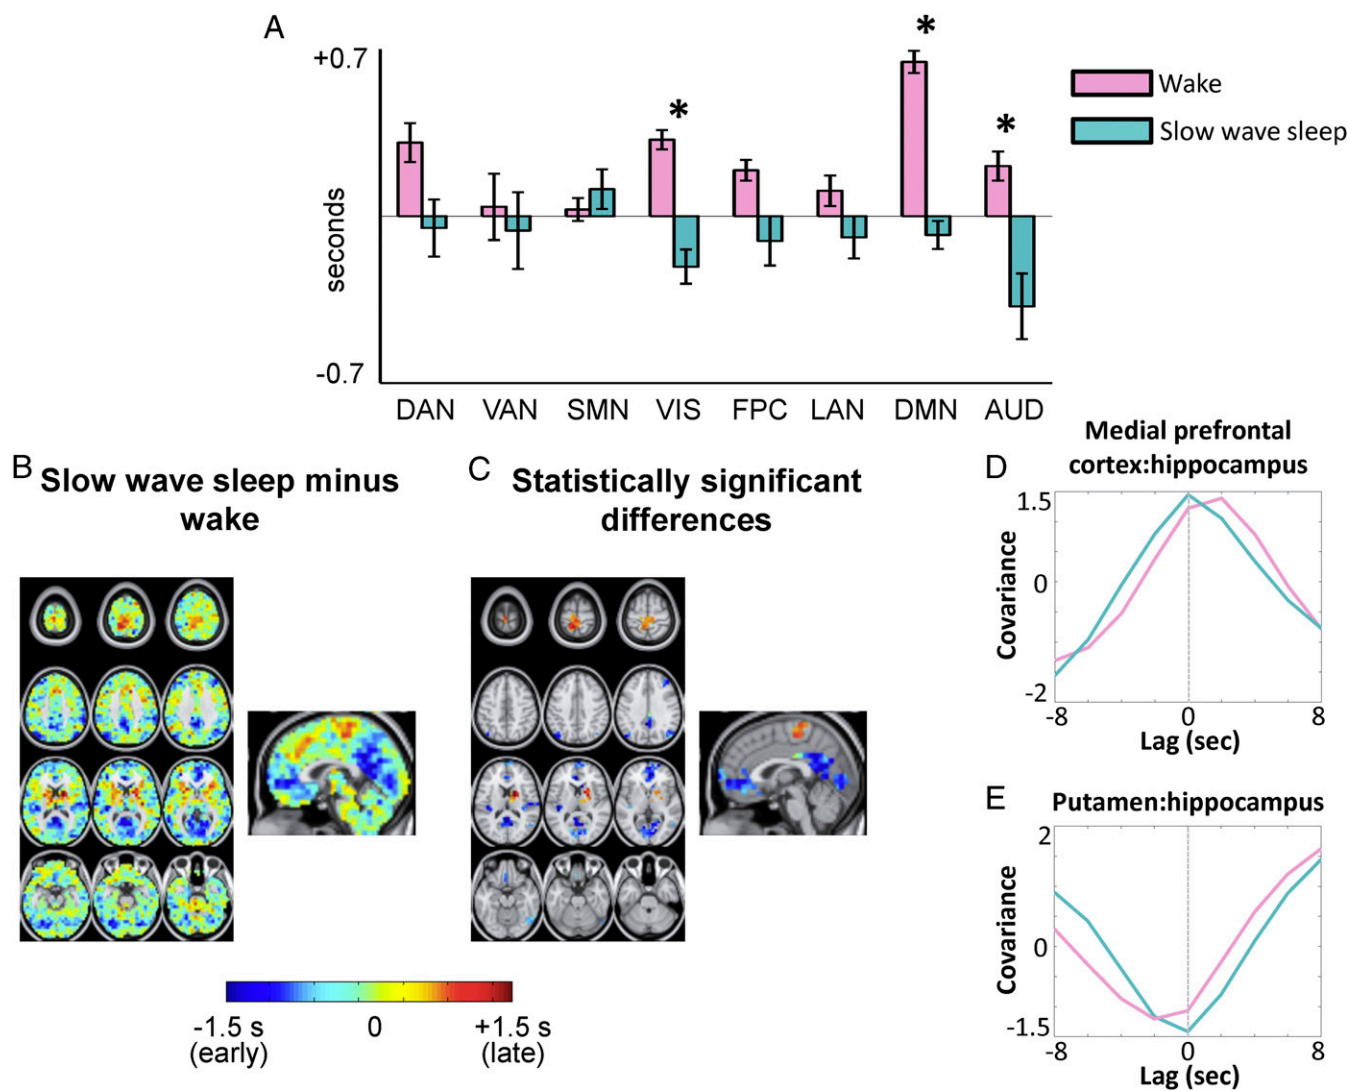 A
+0.7
*
*
*
Wake
Slow wave sleep
seconds
-0.7
DAN VAN SMN VIS FPC LAN DMN AUD
B
Slow wave sleep minus
wake
C
Statistically significant
differences
-1.5 s
(early)
0
+1.5 s
(late)
D
Medial prefrontal
cortex:hippocampus
1.5
0
-2
Covariance
-8 0 8
Lag (sec)
E
Putamen:hippocampus
2
0
-1.5
Covariance
-8 0 8
Lag (sec)